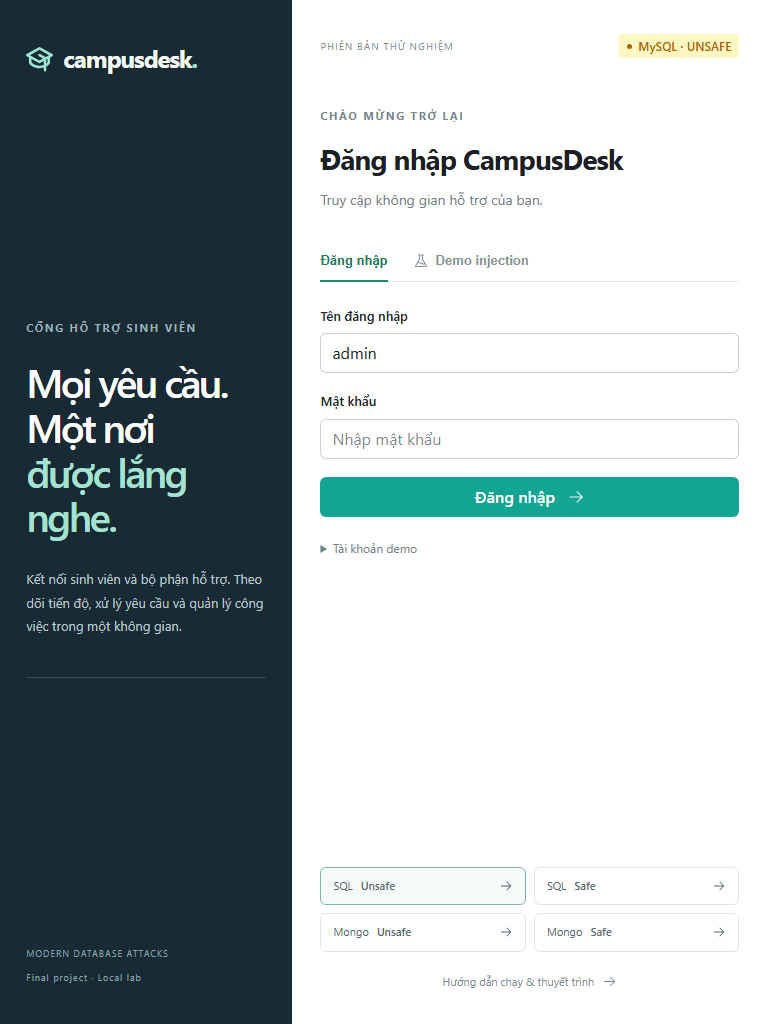 campusdesk.
CỔNG HỖ TRỢ SINH VIÊN
Mọi yêu cầu.
Một nơi
được lắng
nghe.
Kết nối sinh viên và bộ phận hỗ trợ. Theo
dõi tiến độ, xử lý yêu cầu và quản lý công
việc trong một không gian.
MODERN DATABASE ATTACKS
Final project · Local lab
PHIÊN BẢN THỬ NGHIỆM
MySQL · UNSAFE
CHÀO MỪNG TRỞ LẠI
Đăng nhập CampusDesk
Truy cập không gian hỗ trợ của bạn.
Đăng nhập
Demo injection
Tên đăng nhập
admin
Mật khẩu
Nhập mật khẩu
Đăng nhập →
▶ Tài khoản demo
SQL Unsafe →
SQL Safe →
Mongo Unsafe →
Mongo Safe →
Hướng dẫn chạy & thuyết trình →